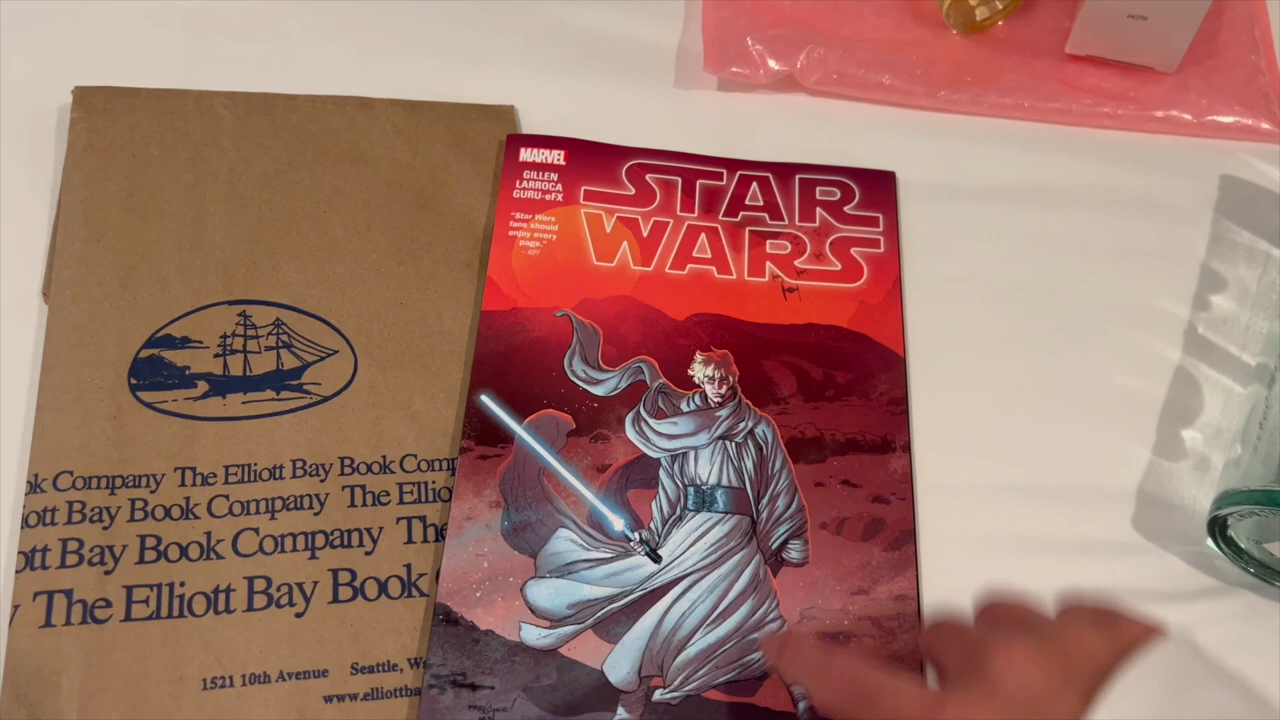 MARVEL
GILLEN
LARROCA
GURU-eFX
"Star Wars
fans should
enjoy every
page."
– API
STAR
WARS
ok Company The Elliott Bay Book Comp
iott Bay Book Company The Ellio
ott Bay Book Company The
y The Elliott Bay Book
1521 10th Avenue Seattle, Wa
www.elliottba